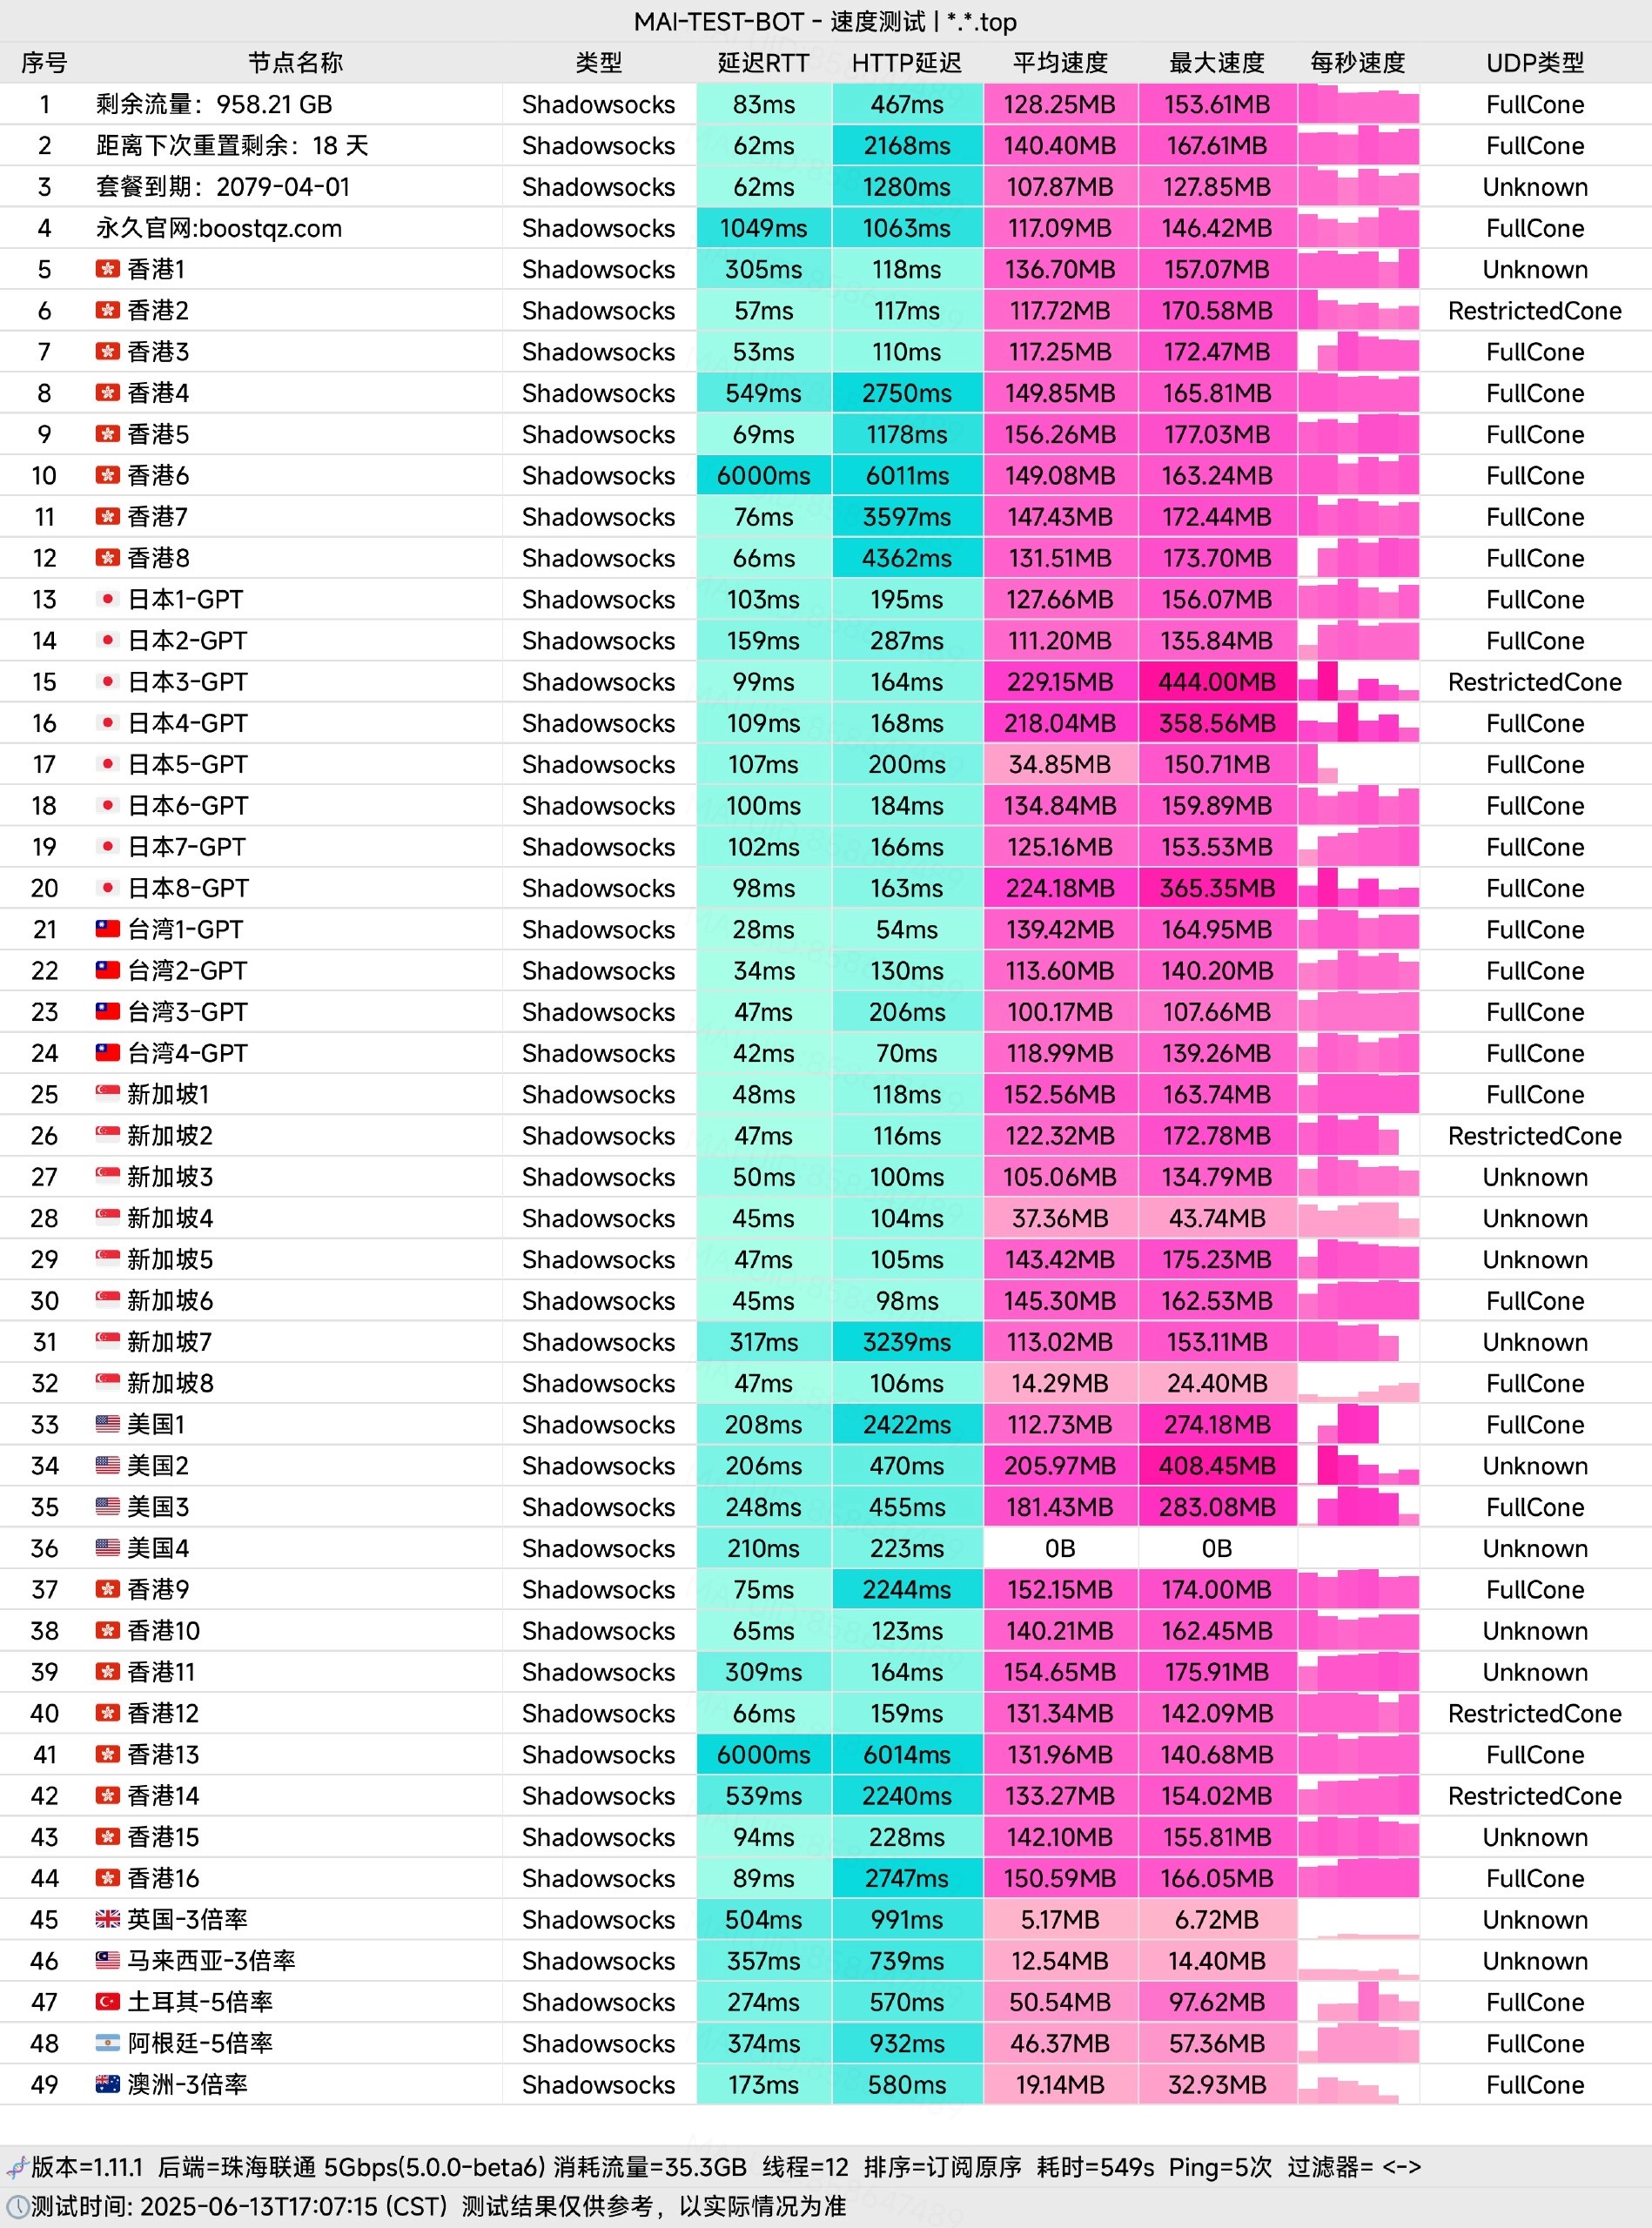 MAI-TEST-BOT - 速度测试 | *.*.top
序号 节点名称 类型 延迟RTT HTTP延迟 平均速度 最大速度 每秒速度 UDP类型
1 剩余流量：958.21 GB Shadowsocks 83ms 467ms 128.25MB 153.61MB FullCone
2 距离下次重置剩余：18 天 Shadowsocks 62ms 2168ms 140.40MB 167.61MB FullCone
3 套餐到期：2079-04-01 Shadowsocks 62ms 1280ms 107.87MB 127.85MB Unknown
4 永久官网:boostqz.com Shadowsocks 1049ms 1063ms 117.09MB 146.42MB FullCone
5 香港1 Shadowsocks 305ms 118ms 136.70MB 157.07MB Unknown
6 香港2 Shadowsocks 57ms 117ms 117.72MB 170.58MB RestrictedCone
7 香港3 Shadowsocks 53ms 110ms 117.25MB 172.47MB FullCone
8 香港4 Shadowsocks 549ms 2750ms 149.85MB 165.81MB FullCone
9 香港5 Shadowsocks 69ms 1178ms 156.26MB 177.03MB FullCone
10 香港6 Shadowsocks 6000ms 6011ms 149.08MB 163.24MB FullCone
11 香港7 Shadowsocks 76ms 3597ms 147.43MB 172.44MB FullCone
12 香港8 Shadowsocks 66ms 4362ms 131.51MB 173.70MB FullCone
13 日本1-GPT Shadowsocks 103ms 195ms 127.66MB 156.07MB FullCone
14 日本2-GPT Shadowsocks 159ms 287ms 111.20MB 135.84MB FullCone
15 日本3-GPT Shadowsocks 99ms 164ms 229.15MB 444.00MB RestrictedCone
16 日本4-GPT Shadowsocks 109ms 168ms 218.04MB 358.56MB FullCone
17 日本5-GPT Shadowsocks 107ms 200ms 34.85MB 150.71MB FullCone
18 日本6-GPT Shadowsocks 100ms 184ms 134.84MB 159.89MB FullCone
19 日本7-GPT Shadowsocks 102ms 166ms 125.16MB 153.53MB FullCone
20 日本8-GPT Shadowsocks 98ms 163ms 224.18MB 365.35MB FullCone
21 台湾1-GPT Shadowsocks 28ms 54ms 139.42MB 164.95MB FullCone
22 台湾2-GPT Shadowsocks 34ms 130ms 113.60MB 140.20MB FullCone
23 台湾3-GPT Shadowsocks 47ms 206ms 100.17MB 107.66MB FullCone
24 台湾4-GPT Shadowsocks 42ms 70ms 118.99MB 139.26MB FullCone
25 新加坡1 Shadowsocks 48ms 118ms 152.56MB 163.74MB FullCone
26 新加坡2 Shadowsocks 47ms 116ms 122.32MB 172.78MB RestrictedCone
27 新加坡3 Shadowsocks 50ms 100ms 105.06MB 134.79MB Unknown
28 新加坡4 Shadowsocks 45ms 104ms 37.36MB 43.74MB Unknown
29 新加坡5 Shadowsocks 47ms 105ms 143.42MB 175.23MB Unknown
30 新加坡6 Shadowsocks 45ms 98ms 145.30MB 162.53MB FullCone
31 新加坡7 Shadowsocks 317ms 3239ms 113.02MB 153.11MB Unknown
32 新加坡8 Shadowsocks 47ms 106ms 14.29MB 24.40MB FullCone
33 美国1 Shadowsocks 208ms 2422ms 112.73MB 274.18MB FullCone
34 美国2 Shadowsocks 206ms 470ms 205.97MB 408.45MB Unknown
35 美国3 Shadowsocks 248ms 455ms 181.43MB 283.08MB FullCone
36 美国4 Shadowsocks 210ms 223ms 0B 0B Unknown
37 香港9 Shadowsocks 75ms 2244ms 152.15MB 174.00MB FullCone
38 香港10 Shadowsocks 65ms 123ms 140.21MB 162.45MB Unknown
39 香港11 Shadowsocks 309ms 164ms 154.65MB 175.91MB Unknown
40 香港12 Shadowsocks 66ms 159ms 131.34MB 142.09MB RestrictedCone
41 香港13 Shadowsocks 6000ms 6014ms 131.96MB 140.68MB FullCone
42 香港14 Shadowsocks 539ms 2240ms 133.27MB 154.02MB RestrictedCone
43 香港15 Shadowsocks 94ms 228ms 142.10MB 155.81MB Unknown
44 香港16 Shadowsocks 89ms 2747ms 150.59MB 166.05MB FullCone
45 英国-3倍率 Shadowsocks 504ms 991ms 5.17MB 6.72MB Unknown
46 马来西亚-3倍率 Shadowsocks 357ms 739ms 12.54MB 14.40MB Unknown
47 土耳其-5倍率 Shadowsocks 274ms 570ms 50.54MB 97.62MB FullCone
48 阿根廷-5倍率 Shadowsocks 374ms 932ms 46.37MB 57.36MB FullCone
49 澳洲-3倍率 Shadowsocks 173ms 580ms 19.14MB 32.93MB FullCone
版本=1.11.1 后端=珠海联通 5Gbps(5.0.0-beta6) 消耗流量=35.3GB 线程=12 排序=订阅原序 耗时=549s Ping=5次 过滤器= <->
测试时间: 2025-06-13T17:07:15 (CST) 测试结果仅供参考，以实际情况为准